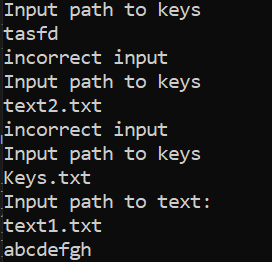 Input path to keys
tasfd
incorrect input
Input path to keys
text2.txt
incorrect input
Input path to keys
Keys.txt
Input path to text:
text1.txt
abcdefgh